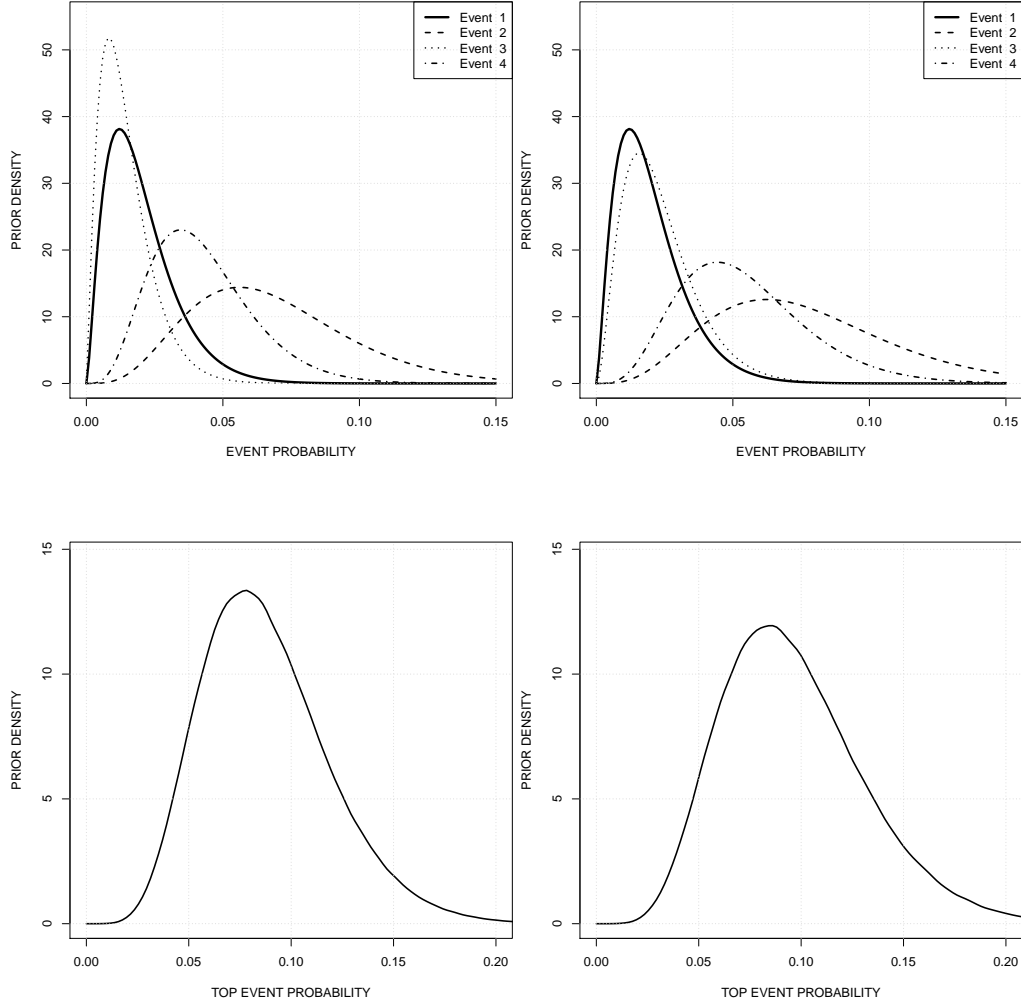 Event 1
Event 2
Event 3
Event 4
PRIOR DENSITY
50
40
30
20
10
0
0.00 0.05 0.10 0.15
EVENT PROBABILITY
Event 1
Event 2
Event 3
Event 4
PRIOR DENSITY
50
40
30
20
10
0
0.00 0.05 0.10 0.15
EVENT PROBABILITY
PRIOR DENSITY
15
10
5
0
0.00 0.05 0.10 0.15 0.20
TOP EVENT PROBABILITY
PRIOR DENSITY
15
10
5
0
0.00 0.05 0.10 0.15 0.20
TOP EVENT PROBABILITY